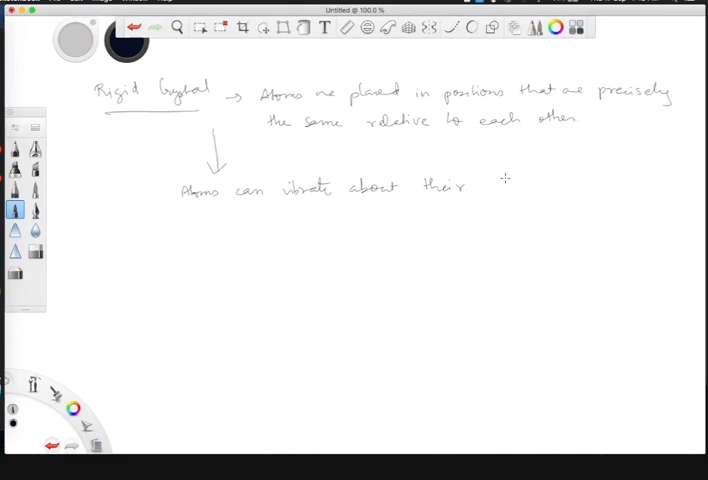 Untitled @ 100.0 %
Rigid Crystal → Atoms are placed in positions that are precisely
the same relative to each other.
Atoms can vibrate about their